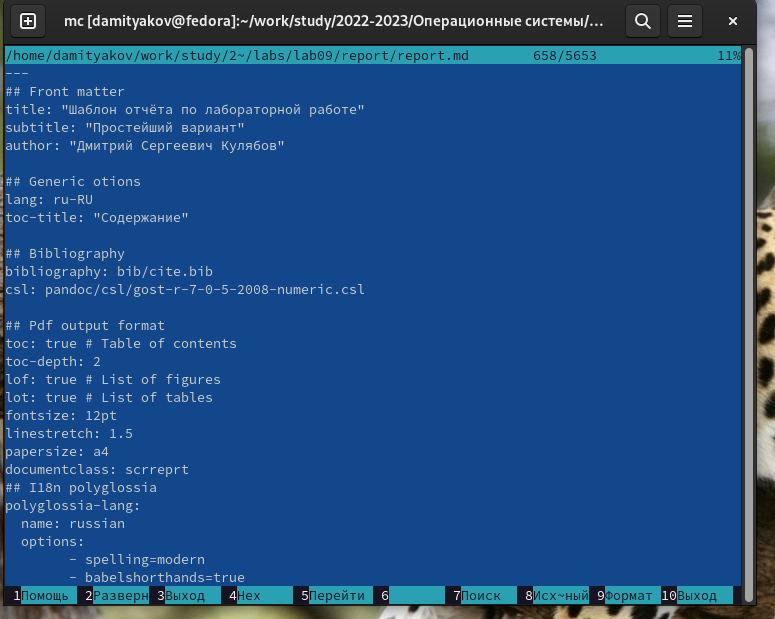 mc [damityakov@fedora]:~/work/study/2022-2023/Операционные системы/...
/home/damityakov/work/study/2~/labs/lab09/report/report.md 658/5653 11%
---
## Front matter
title: "Шаблон отчёта по лабораторной работе"
subtitle: "Простейший вариант"
author: "Дмитрий Сергеевич Кулябов"

## Generic otions
lang: ru-RU
toc-title: "Содержание"

## Bibliography
bibliography: bib/cite.bib
csl: pandoc/csl/gost-r-7-0-5-2008-numeric.csl

## Pdf output format
toc: true # Table of contents
toc-depth: 2
lof: true # List of figures
lot: true # List of tables
fontsize: 12pt
linestretch: 1.5
papersize: a4
documentclass: scrreprt
## I18n polyglossia
polyglossia-lang:
  name: russian
  options:
        - spelling=modern
        - babelshorthands=true
1Помощь 2Разверн 3Выход 4Hex 5Перейти 6 7Поиск 8Исх~ный 9Формат 10Выход